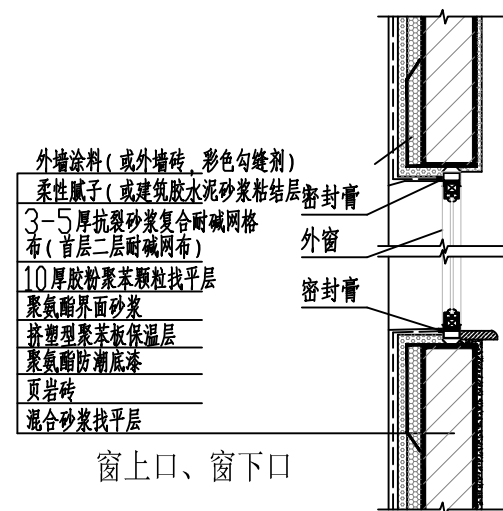 外墙涂料(或外墙砖,彩色勾缝剂)
柔性腻子(或建筑胶水泥砂浆粘结层
3-5厚抗裂砂浆复合耐碱网格
布(首层二层耐碱网布)
10厚胶粉聚苯颗粒找平层
聚氨酯界面砂浆
挤塑型聚苯板保温层
聚氨酯防潮底漆
页岩砖
混合砂浆找平层
密封膏
外窗
密封膏
窗上口、窗下口